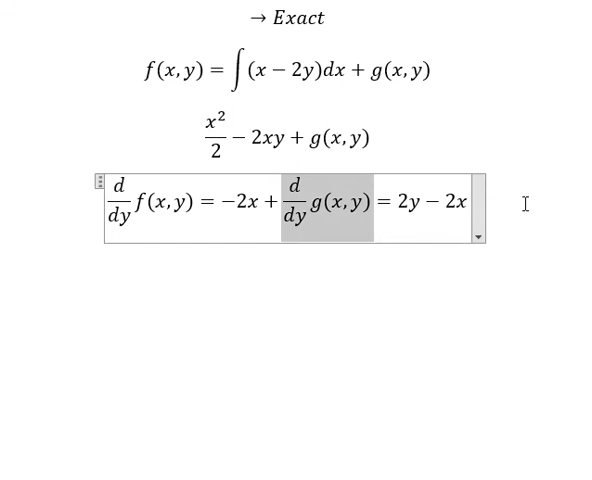 → Exact
f(x, y) = ∫(x − 2y)dx + g(x, y)
x²/2 − 2xy + g(x, y)
d/dy f(x, y) = −2x + d/dy g(x, y) = 2y − 2x